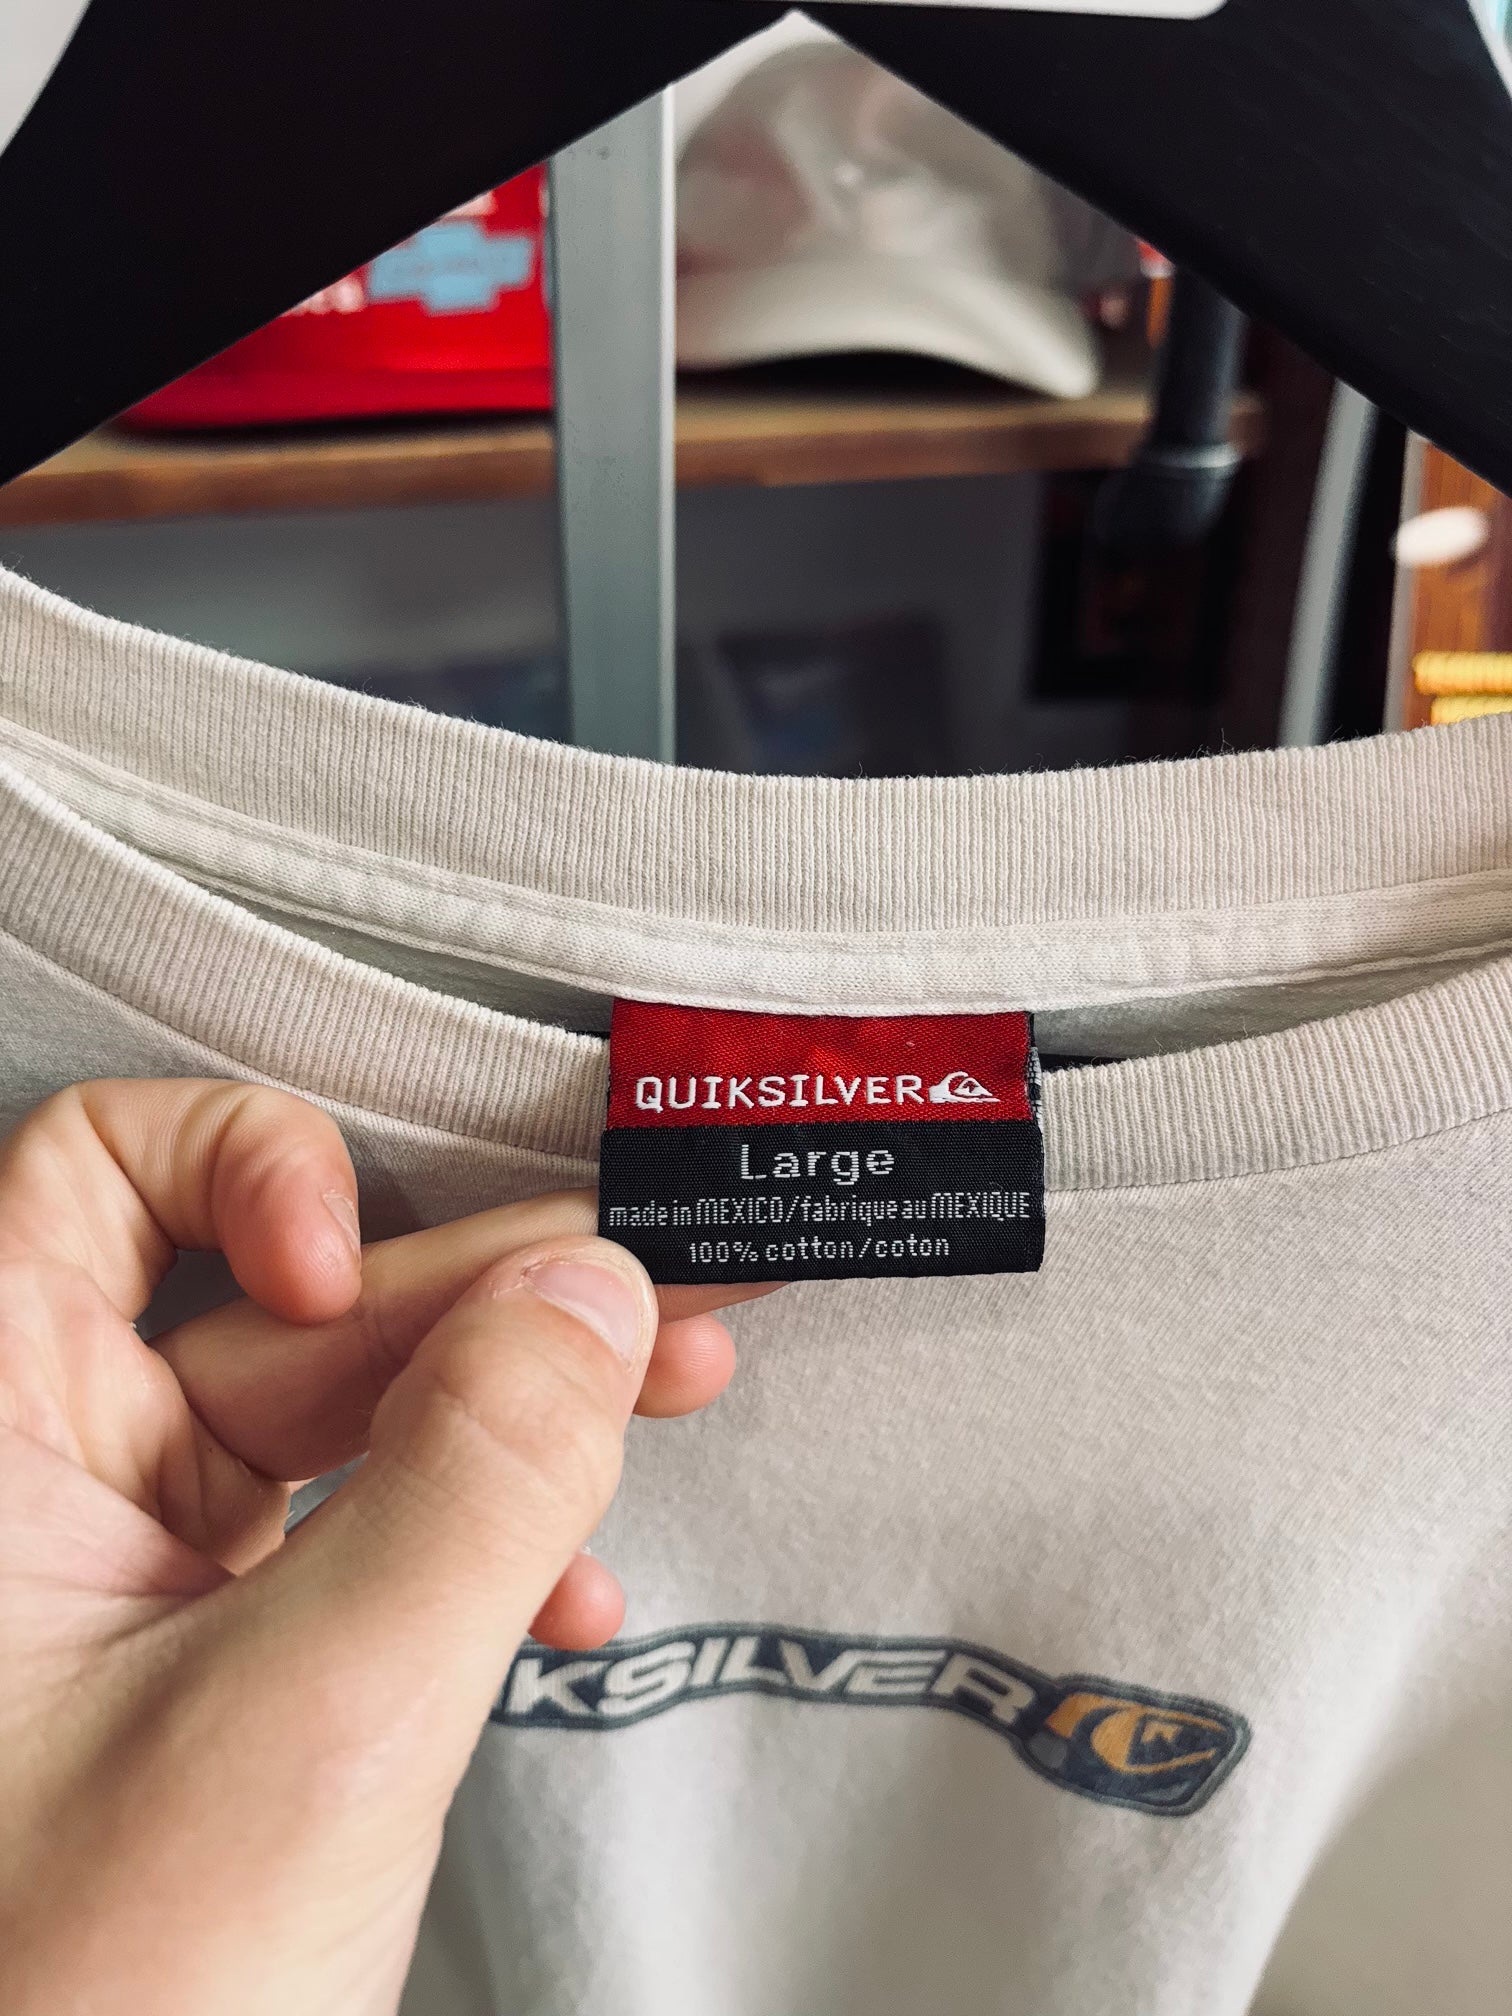 QUIKSILVER
Large
made in MEXICO/fabrique au MEXIQUE
100% cotton/coton
KSILVER